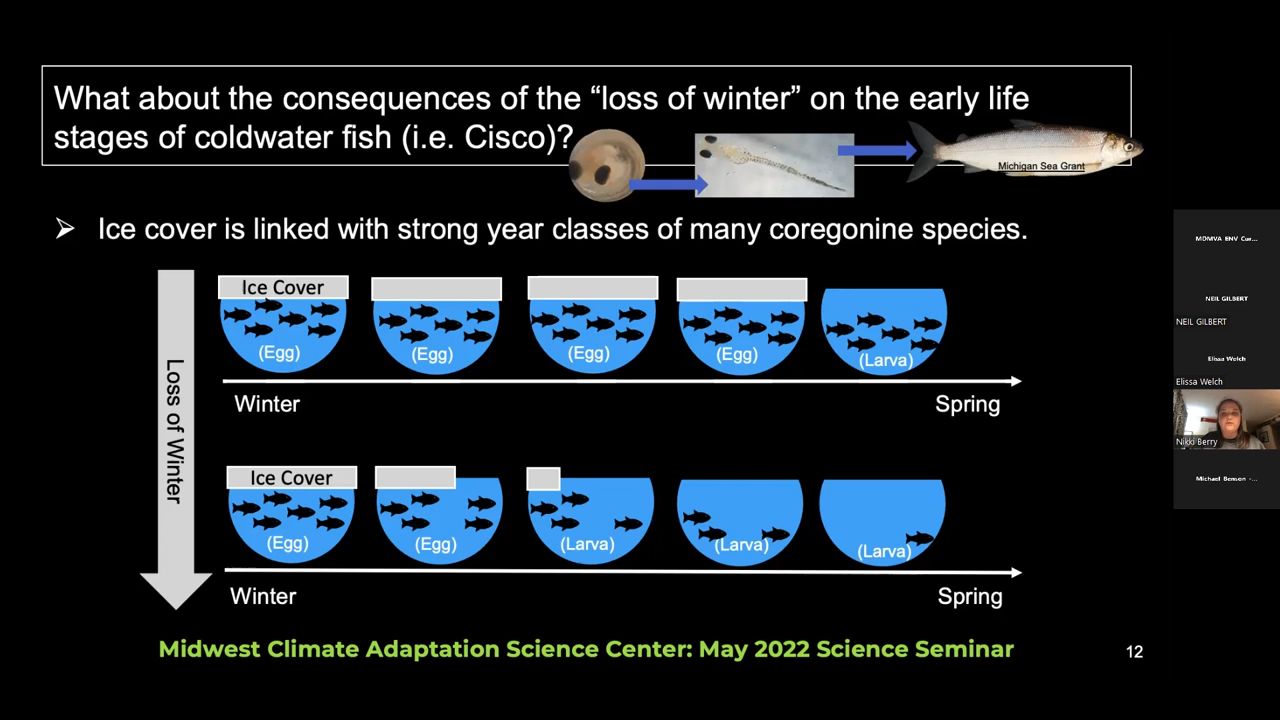 What about the consequences of the “loss of winter” on the early life
stages of coldwater fish (i.e. Cisco)?
Michigan Sea Grant
➢ Ice cover is linked with strong year classes of many coregonine species.
Loss of Winter
Ice Cover
(Egg) (Egg) (Egg) (Egg) (Larva)
Winter Spring
Ice Cover
(Egg) (Egg) (Larva) (Larva) (Larva)
Winter Spring
Midwest Climate Adaptation Science Center: May 2022 Science Seminar
12
MDMVA ENV Cur...
NEIL GILBERT
NEIL GILBERT
Elissa Welch
Elissa Welch
Nikki Berry
Michael Benson -...